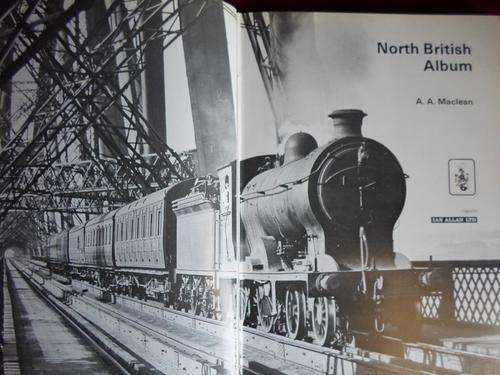 North British
Album
A. A. Maclean
IAN ALLAN LTD